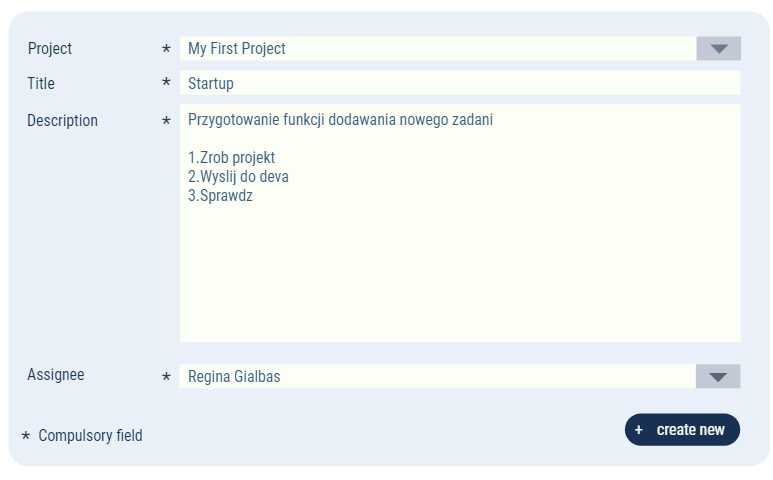 Project * My First Project
Title * Startup
Description * Przygotowanie funkcji dodawania nowego zadani
1.Zrob projekt
2.Wyslij do deva
3.Sprawdz
Assignee * Regina Gialbas
* Compulsory field
+ create new